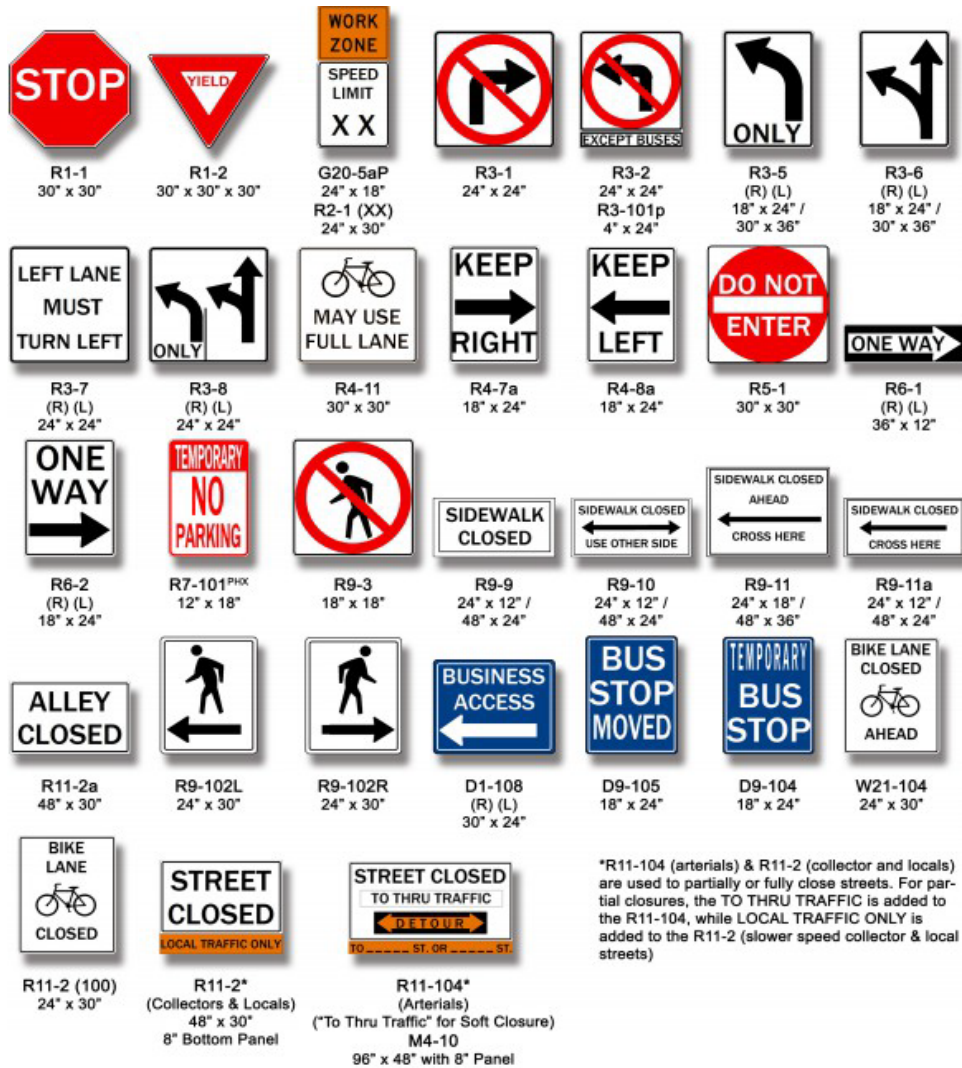 STOP
R1-1
30" x 30"
YIELD
R1-2
30" x 30" x 30"
WORK
ZONE
SPEED
LIMIT
X X
G20-5aP
24" x 18"
R2-1 (XX)
24" x 30"
R3-1
24" x 24"
EXCEPT BUSES
R3-2
24" x 24"
R3-101p
4" x 24"
ONLY
R3-5
(R) (L)
18" x 24" /
30" x 36"
R3-6
(R) (L)
18" x 24" /
30" x 36"
LEFT LANE
MUST
TURN LEFT
R3-7
(R) (L)
24" x 24"
ONLY
R3-8
(R) (L)
24" x 24"
MAY USE
FULL LANE
R4-11
30" x 30"
KEEP
RIGHT
R4-7a
18" x 24"
KEEP
LEFT
R4-8a
18" x 24"
DO NOT
ENTER
R5-1
30" x 30"
ONE WAY
R6-1
(R) (L)
36" x 12"
ONE
WAY
R6-2
(R) (L)
18" x 24"
TEMPORARY
NO
PARKING
R7-101PHX
12" x 18"
R9-3
18" x 18"
SIDEWALK
CLOSED
R9-9
24" x 12" /
48" x 24"
SIDEWALK CLOSED
USE OTHER SIDE
R9-10
24" x 12" /
48" x 24"
SIDEWALK CLOSED
AHEAD
CROSS HERE
R9-11
24" x 18" /
48" x 36"
SIDEWALK CLOSED
CROSS HERE
R9-11a
24" x 12" /
48" x 24"
ALLEY
CLOSED
R11-2a
48" x 30"
R9-102L
24" x 30"
R9-102R
24" x 30"
BUSINESS
ACCESS
D1-108
(R) (L)
30" x 24"
BUS
STOP
MOVED
D9-105
18" x 24"
TEMPORARY
BUS
STOP
D9-104
18" x 24"
BIKE LANE
CLOSED
AHEAD
W21-104
24" x 30"
BIKE
LANE
CLOSED
R11-2 (100)
24" x 30"
STREET
CLOSED
LOCAL TRAFFIC ONLY
R11-2*
(Collectors & Locals)
48" x 30"
8" Bottom Panel
STREET CLOSED
TO THRU TRAFFIC
DETOUR
TO _____ ST. OR _____ ST.
R11-104*
(Arterials)
("To Thru Traffic" for Soft Closure)
M4-10
96" x 48" with 8" Panel
*R11-104 (arterials) & R11-2 (collector and locals)
are used to partially or fully close streets. For par-
tial closures, the TO THRU TRAFFIC is added to
the R11-104, while LOCAL TRAFFIC ONLY is
added to the R11-2 (slower speed collector & local
streets)